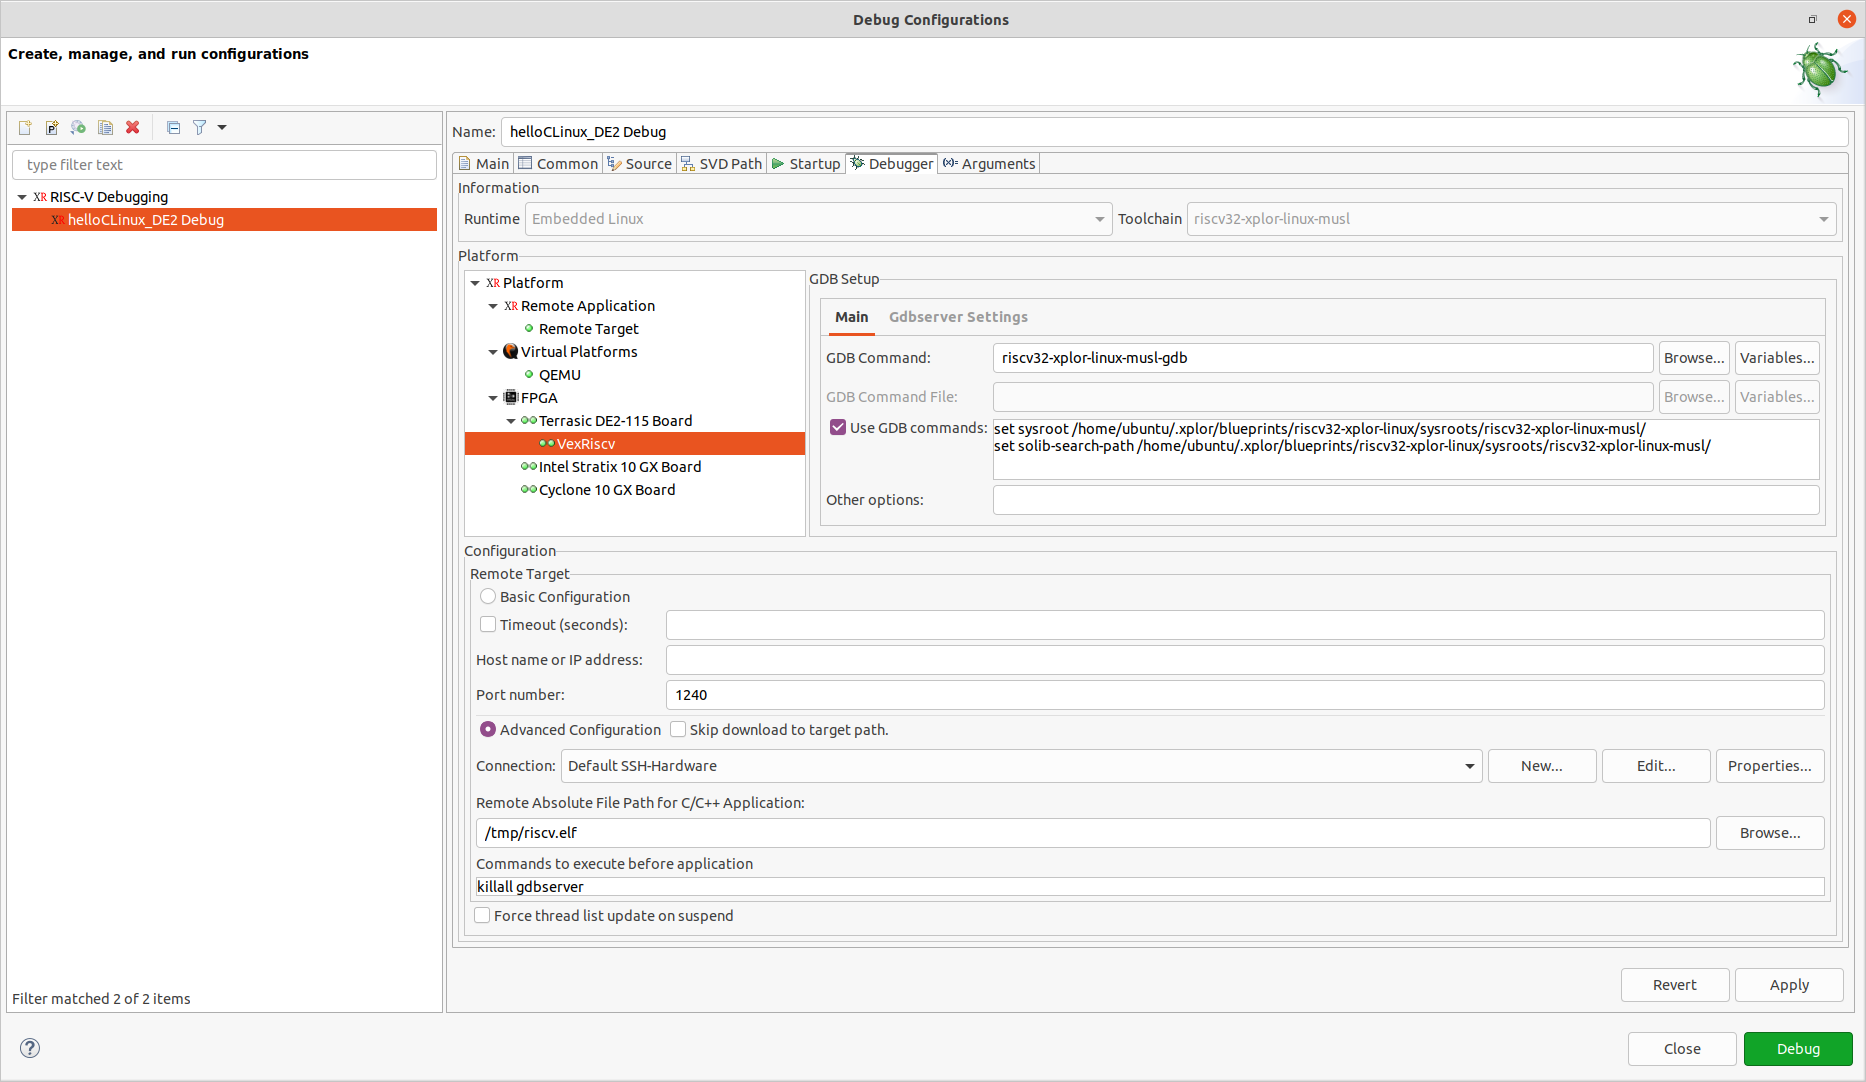 Debug Configurations
Create, manage, and run configurations
type filter text
RISC-V Debugging
helloCLinux_DE2 Debug
Filter matched 2 of 2 items
Name: helloCLinux_DE2 Debug
Main Common Source SVD Path Startup Debugger Arguments
Information
Runtime Embedded Linux Toolchain riscv32-xplor-linux-musl
Platform
Platform
Remote Application
Remote Target
Virtual Platforms
QEMU
FPGA
Terrasic DE2-115 Board
VexRiscv
Intel Stratix 10 GX Board
Cyclone 10 GX Board
GDB Setup
Main Gdbserver Settings
GDB Command: riscv32-xplor-linux-musl-gdb Browse... Variables...
GDB Command File: Browse... Variables...
Use GDB commands: set sysroot /home/ubuntu/.xplor/blueprints/riscv32-xplor-linux/sysroots/riscv32-xplor-linux-musl/
set solib-search-path /home/ubuntu/.xplor/blueprints/riscv32-xplor-linux/sysroots/riscv32-xplor-linux-musl/
Other options:
Configuration
Remote Target
Basic Configuration
Timeout (seconds):
Host name or IP address:
Port number: 1240
Advanced Configuration Skip download to target path.
Connection: Default SSH-Hardware New... Edit... Properties...
Remote Absolute File Path for C/C++ Application:
/tmp/riscv.elf Browse...
Commands to execute before application
killall gdbserver
Force thread list update on suspend
Revert Apply
Close Debug